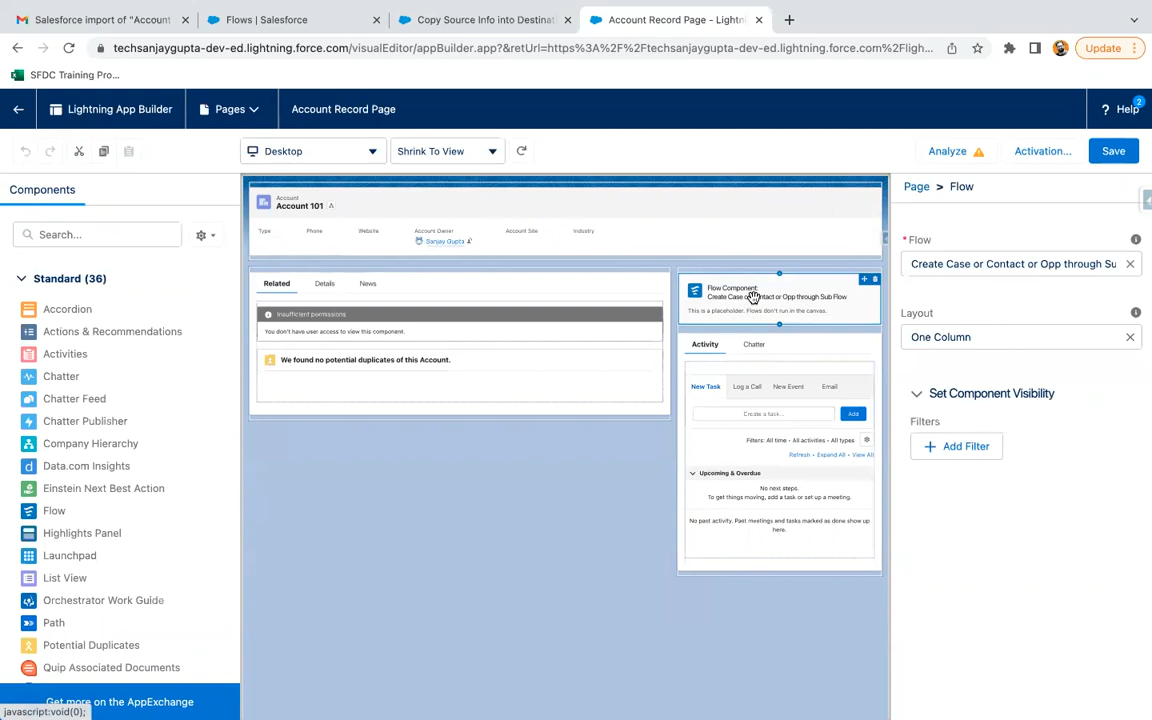 Salesforce import of "Account
Flows | Salesforce
Copy Source Info into Destinat
Account Record Page - Lightni
techsanjaygupta-dev-ed.lightning.force.com/visualEditor/appBuilder.app?&retUrl=https%3A%2F%2Ftechsanjaygupta-dev-ed.lightning.force.com%2Fligh...
Update
SFDC Training Pro...
Lightning App Builder
Pages
Account Record Page
2
? Help
Desktop
Shrink To View
Analyze
Activation...
Save
Components
Search...
Standard (36)
Accordion
Actions & Recommendations
Activities
Chatter
Chatter Feed
Chatter Publisher
Company Hierarchy
Data.com Insights
Einstein Next Best Action
Flow
Highlights Panel
Launchpad
List View
Orchestrator Work Guide
Path
Potential Duplicates
Quip Associated Documents
Get more on the AppExchange
javascript:void(0);
Account
Account 101
Type
Phone
Website
Account Owner
Account Site
Industry
Sanjay Gupta
Related
Details
News
Insufficient permissions
You don't have user access to view this component.
We found no potential duplicates of this Account.
Flow Component:
Create Case or Contact or Opp through Sub Flow
This is a placeholder. Flows don't run in the canvas.
Activity
Chatter
New Task
Log a Call
New Event
Email
Create a task...
Add
Filters: All time • All activities • All types
Refresh • Expand All • View All
Upcoming & Overdue
No next steps.
To get things moving, add a task or set up a meeting.
No past activity. Past meetings and tasks marked as done show up
here.
Page > Flow
* Flow
Create Case or Contact or Opp through Su
Layout
One Column
Set Component Visibility
Filters
+ Add Filter